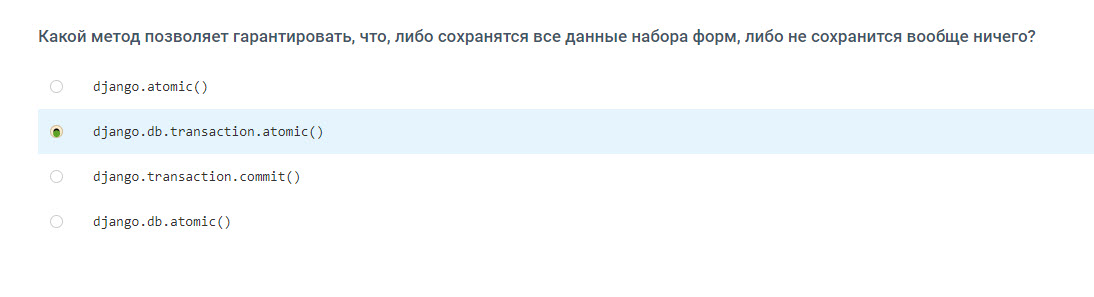 Какой метод позволяет гарантировать, что, либо сохранятся все данные набора форм, либо не сохранится вообще ничего?
django.atomic()
django.db.transaction.atomic()
django.transaction.commit()
django.db.atomic()